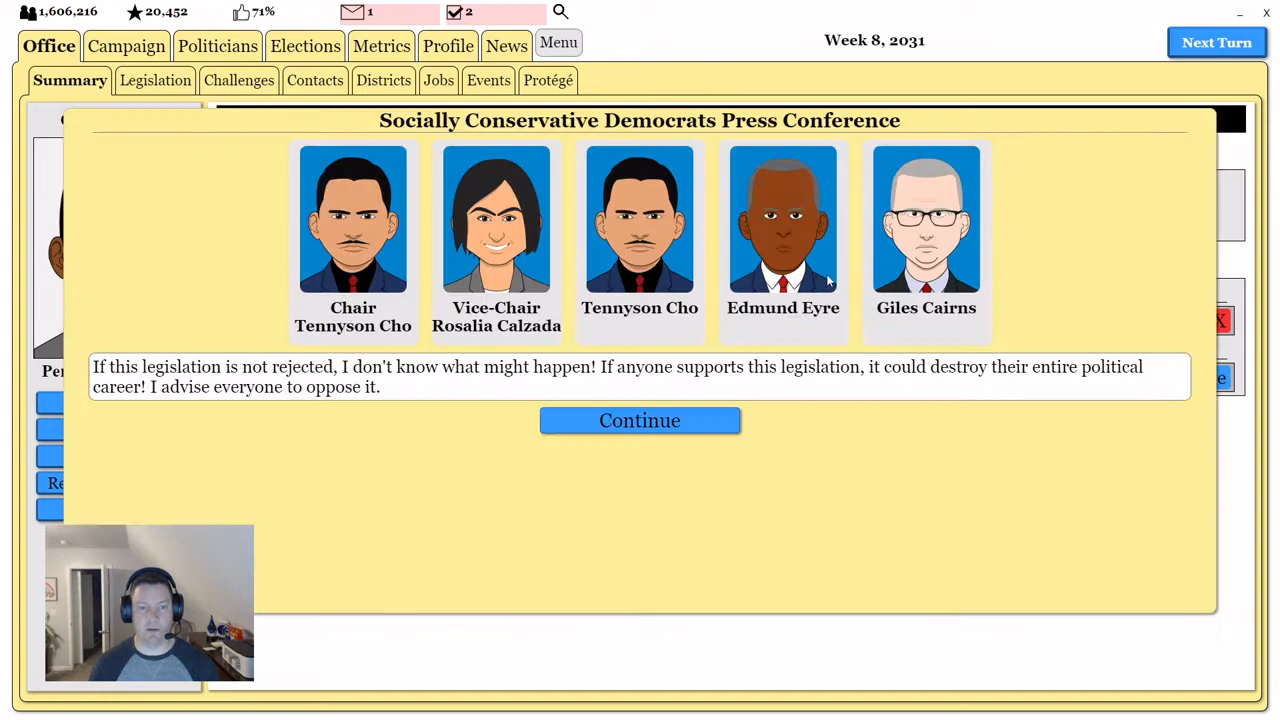 1,606,216 20,452 71% 1 2
Office Campaign Politicians Elections Metrics Profile News Menu
Week 8, 2031
Next Turn
Summary Legislation Challenges Contacts Districts Jobs Events Protégé
Socially Conservative Democrats Press Conference
Chair
Tennyson Cho
Vice-Chair
Rosalia Calzada
Tennyson Cho
Edmund Eyre
Giles Cairns
If this legislation is not rejected, I don't know what might happen! If anyone supports this legislation, it could destroy their entire political
career! I advise everyone to oppose it.
Continue
X